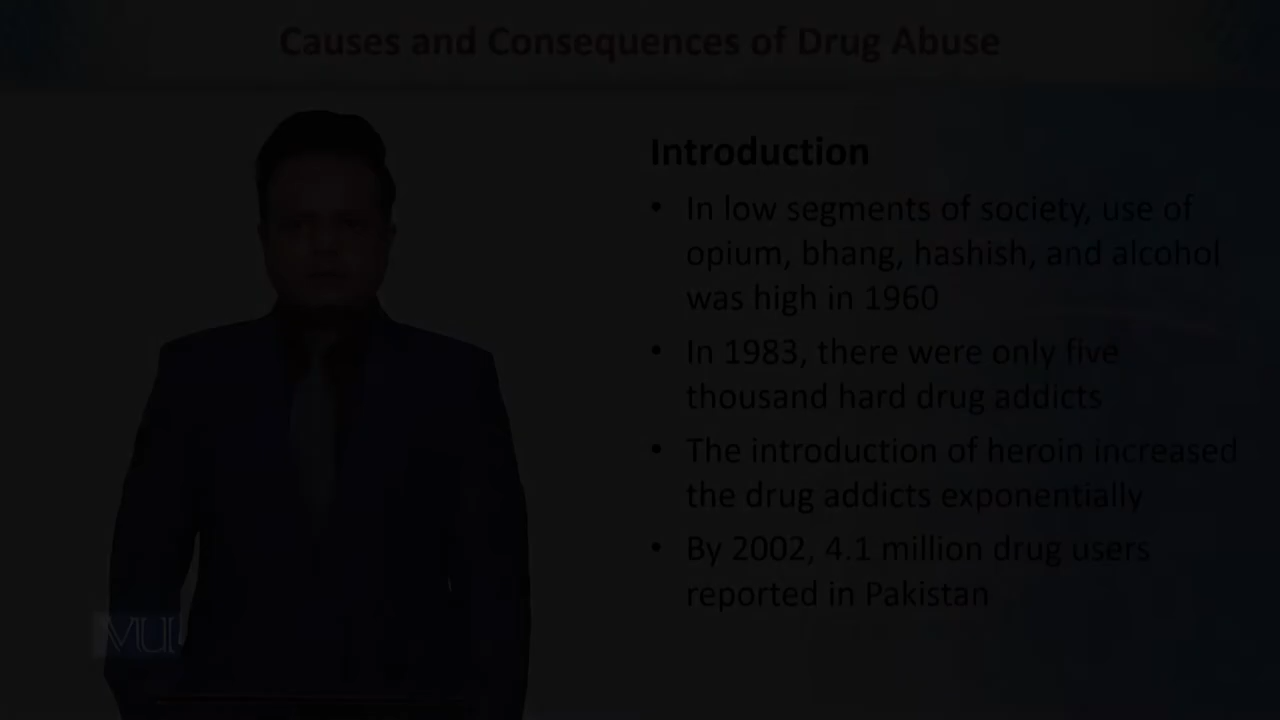 Causes and Consequences of Drug Abuse
Introduction
• In low segments of society, use of
opium, bhang, hashish, and alcohol
was high in 1960
• In 1983, there were only five
thousand hard drug addicts
• The introduction of heroin increased
the drug addicts exponentially
• By 2002, 4.1 million drug users
reported in Pakistan